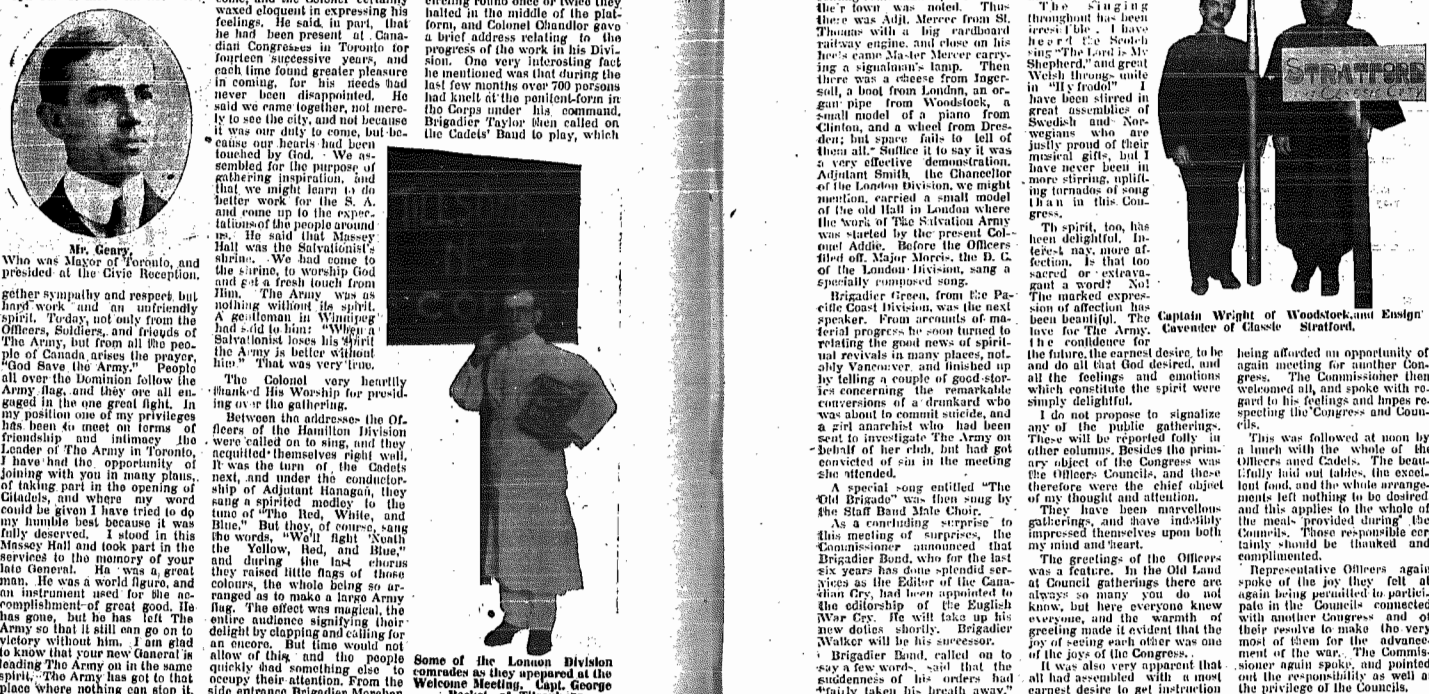 Mr. Geary,
Who was Mayor of Toronto, and
presided at the Civic Reception.
gether sympathy and respect, but
hard work and an unfriendly
spirit. To-day, not only from the
Officers, Soldiers, and friends of
The Army, but from all the peo-
ple of Canada arises the prayer,
"God Save the Army." People
all over the Dominion follow the
Army flag, and they are all en-
gaged in the one great fight. In
my position one of my privileges
has been to meet on terms of
friendship and intimacy the
Leader of The Army in Toronto,
I have had the opportunity of
joining with you in many plans,
of taking part in the opening of
Citadels, and where my word
could be given I have tried to do
my humble best because it was
fully deserved. I stood in this
Massey Hall and took part in the
services to the memory of your
late General. He was a great
man. He was a world figure, and
an instrument used for the ac-
complishment of great good. He
has gone, but he has left The
Army so that it still can go on to
victory without him. I am glad
to know that your new General is
leading The Army on in the same
spirit. The Army has got to that
place where nothing can stop it.
waxed eloquent in expressing his
feelings. He said, in part, that
he had been present at Cana-
dian Congresses in Toronto for
fourteen successive years, and
each time found greater pleasure
in coming, for his needs had
never been disappointed. He
said we came together, not mere-
ly to see the city, and not because
it was our duty to come, but be-
cause our hearts had been
touched by God. We as-
sembled for the purpose of
gathering inspiration, and
that we might learn to do
better work for the S. A.
and come up to the expec-
tations of the people around
us. He said that Massey
Hall was the Salvationist's
shrine. We had come to
the shrine, to worship God
and get a fresh touch from
Him. The Army was as
nothing without its spirit.
A gentleman in Winnipeg
had said to him: "When a
Salvationist loses his spirit
the Army is better without
him." That was very true.
The Colonel very heartily
thanked His Worship for presid-
ing over the gathering.
Between the addresses the Of-
ficers of the Hamilton Division
were called on to sing, and they
acquitted themselves right well.
It was the turn of the Cadets
next, and under the conductor-
ship of Adjutant Hanagan, they
sang a spirited medley to the
tune of "The Red, White, and
Blue." But they, of course, sang
the words, "We'll fight 'Neath
the Yellow, Red, and Blue,"
and during the last chorus
they raised little flags of those
colours, the whole being so ar-
ranged as to make a large Army
flag. The effect was magical, the
entire audience signifying their
delight by clapping and calling for
an encore. But time would not
allow of this, and the people
quickly had something else to
occupy their attention. From the
side entrance Brigadier Morehen
circling round once or twice they
halted in the middle of the plat-
form, and Colonel Chandler gave
a brief address relating to the
progress of the work in his Divi-
sion. One very interesting fact
he mentioned was that during the
last few months over 700 persons
had knelt at the penitent-form in
the Corps under his command.
Brigadier Taylor then called on
the Cadets' Band to play, which
Some of the London Division
comrades as they appeared at the
Welcome Meeting. Capt. George
their town was noted. Thus
there was Adjt. Mercer from St.
Thomas with a big cardboard
railway engine, and close on his
heels came Master Mercer carry-
ing a signalman's lamp. Then
there was a cheese from Inger-
soll, a boot from London, an or-
gan pipe from Woodstock, a
small model of a piano from
Clinton, and a wheel from Dres-
den; but space fails to tell of
them all. Suffice it to say it was
a very effective demonstration.
Adjutant Smith, the Chancellor
of the London Division, we might
mention, carried a small model
of the old Hall in London where
the work of The Salvation Army
was started by the present Col-
onel Addie. Before the Officers
filed off, Major Morris, the D. C.
of the London Division, sang a
specially composed song.
Brigadier Green, from the Pa-
cific Coast Division, was the next
speaker. From accounts of ma-
terial progress he soon turned to
relating the good news of spirit-
ual revivals in many places, not-
ably Vancouver, and finished up
by telling a couple of good stor-
ies concerning the remarkable
conversions of a drunkard who
was about to commit suicide, and
a girl anarchist who had been
sent to investigate The Army on
behalf of her club, but had got
convicted of sin in the meeting
she attended.
A special song entitled "The
Old Brigade" was then sung by
the Staff Band Male Choir.
As a concluding surprise to
this meeting of surprises, the
Commissioner announced that
Brigadier Bond, who for the last
six years has done splendid ser-
vices as the Editor of the Cana-
dian Cry, had been appointed to
the editorship of the English
War Cry. He will take up his
new duties shortly. Brigadier
Walker will be his successor.
Brigadier Bond, called on to
say a few words, said that the
suddenness of his orders had
"fairly taken his breath away."
The singing
throughout has been
irresistible. I have
heard the Scotch
sing "The Lord is My
Shepherd," and great
Welsh throngs unite
in "Hyfrodol" I
have been stirred in
great assemblies of
Swedish and Nor-
wegians who are
justly proud of their
musical gifts, but I
have never been in
more stirring, uplift-
ing tornados of song
than in this Con-
gress.
Th spirit, too, has
been delightful. In-
terest nay, more af-
fection. Is that too
sacred or extrava-
gant a word? No!
The marked expres-
sion of affection has
been beautiful. The
love for The Army.
the confidence for
the future, the earnest desire, to be
and do all that God desired, and
all the feelings and emotions
which constitute the spirit were
simply delightful.
I do not propose to signalize
any of the public gatherings.
These will be reported fully in
other columns. Besides the prim-
ary object of the Congress was
the Officers Councils, and these
therefore were the chief object
of my thought and attention.
They have been marvellous
gatherings, and have indelibly
impressed themselves upon both
my mind and heart.
The greetings of the Officers
was a feature. In the Old Land
at Council gatherings there are
always so many you do not
know, but here everyone knew
everyone, and the warmth of
greeting made it evident that the
joy of seeing each other was one
of the joys of the Congress.
It was also very apparent that
all had assembled with a most
earnest desire to get instruction
STRATFORD
THE CLASSIC CITY
Captain Wright of Woodstock,and Ensign
Cavender of Classic Stratford.
being afforded an opportunity of
again meeting for another Con-
gress. The Commissioner then
welcomed all, and spoke with re-
gard to his feelings and hopes re-
specting the Congress and Coun-
cils.
This was followed at noon by
a lunch with the whole of the
Officers aned Cadets. The beau-
tifully laid out tables, the excel-
lent food, and the whole arrange-
ments left nothing to be desired
and this applies to the whole of
the meals provided during the
Councils. Those responsible cer
tainly should be thanked and
complimented.
Representative Officers again
spoke of the joy they felt at
again being permitted to partici-
pate in the Councils connected
with another Congress and of
their resolve to make the very
most of them for the advance-
ment of the war. The Commis-
sioner again spoke, and pointed
out the responsibility as well as
the privilege of the Councils.